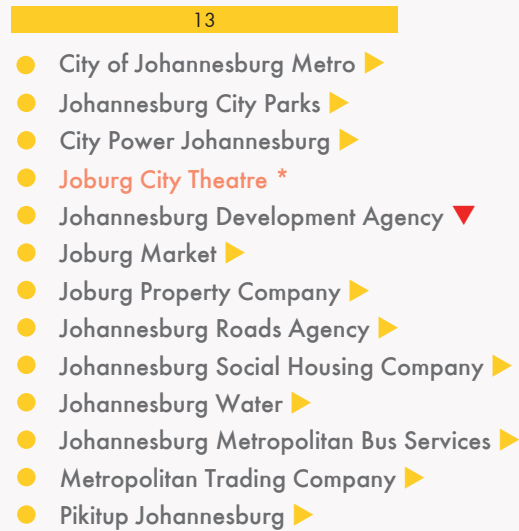 13
City of Johannesburg Metro
Johannesburg City Parks
City Power Johannesburg
Joburg City Theatre *
Johannesburg Development Agency
Joburg Market
Joburg Property Company
Johannesburg Roads Agency
Johannesburg Social Housing Company
Johannesburg Water
Johannesburg Metropolitan Bus Services
Metropolitan Trading Company
Pikitup Johannesburg